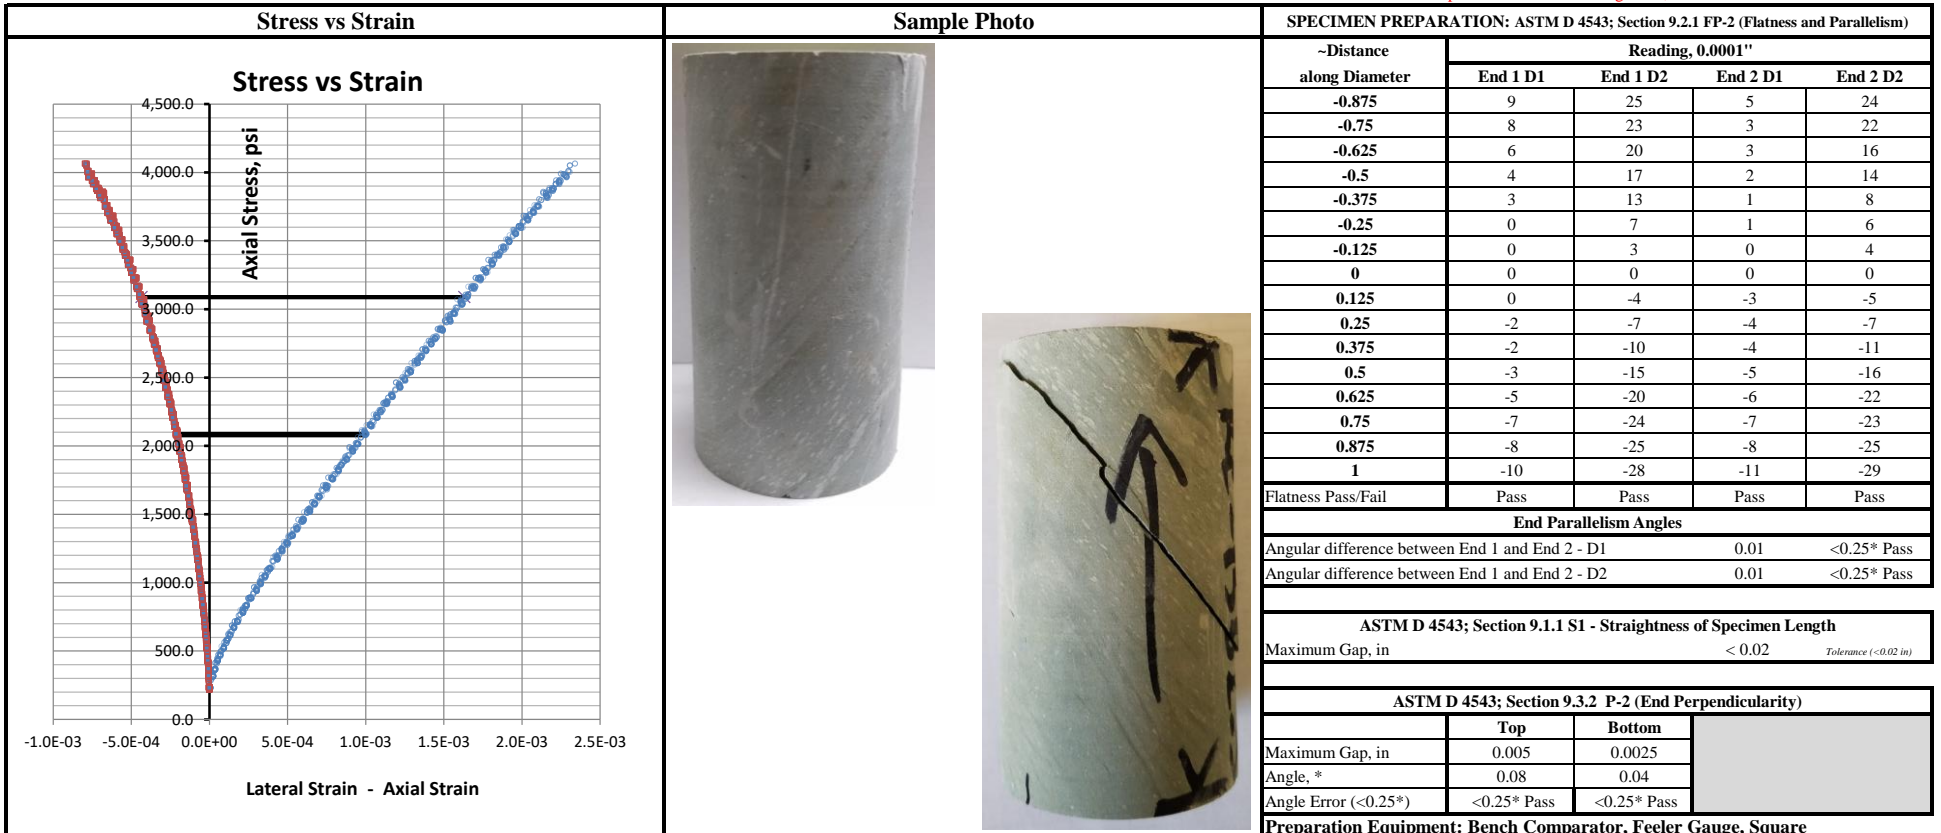 Stress vs Strain
Sample Photo
SPECIMEN PREPARATION: ASTM D 4543; Section 9.2.1 FP-2 (Flatness and Parallelism)
Stress vs Strain
Axial Stress, psi
4,500.0
4,000.0
3,500.0
3,000.0
2,500.0
2,000.0
1,500.0
1,000.0
500.0
0.0
-1.0E-03 -5.0E-04 0.0E+00 5.0E-04 1.0E-03 1.5E-03 2.0E-03 2.5E-03
Lateral Strain - Axial Strain
~Distance Reading, 0.0001"
along Diameter End 1 D1 End 1 D2 End 2 D1 End 2 D2
-0.875 9 25 5 24
-0.75 8 23 3 22
-0.625 6 20 3 16
-0.5 4 17 2 14
-0.375 3 13 1 8
-0.25 0 7 1 6
-0.125 0 3 0 4
0 0 0 0 0
0.125 0 -4 -3 -5
0.25 -2 -7 -4 -7
0.375 -2 -10 -4 -11
0.5 -3 -15 -5 -16
0.625 -5 -20 -6 -22
0.75 -7 -24 -7 -23
0.875 -8 -25 -8 -25
1 -10 -28 -11 -29
Flatness Pass/Fail Pass Pass Pass Pass
End Parallelism Angles
Angular difference between End 1 and End 2 - D1 0.01 <0.25* Pass
Angular difference between End 1 and End 2 - D2 0.01 <0.25* Pass
ASTM D 4543; Section 9.1.1 S1 - Straightness of Specimen Length
Maximum Gap, in < 0.02 Tolerance (<0.02 in)
ASTM D 4543; Section 9.3.2 P-2 (End Perpendicularity)
Top Bottom
Maximum Gap, in 0.005 0.0025
Angle, * 0.08 0.04
Angle Error (<0.25*) <0.25* Pass <0.25* Pass
Preparation Equipment: Bench Comparator, Feeler Gauge, Square